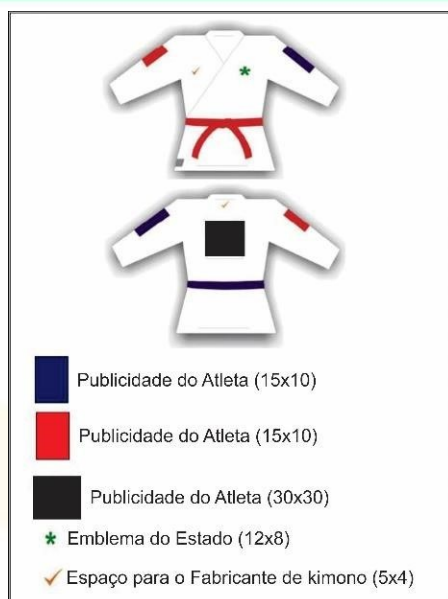 Publicidade do Atleta (15x10)
Publicidade do Atleta (15x10)
Publicidade do Atleta (30x30)
Emblema do Estado (12x8)
Espaço para o Fabricante de kimono (5x4)